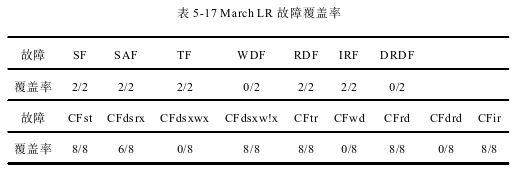 表 5-17 March LR 故障覆盖率
故障 SF SAF TF WDF RDF IRF DRDF
覆盖率 2/2 2/2 2/2 0/2 2/2 2/2 0/2
故障 CFst CFdsrx CFdsxwx CFdsxw!x CFtr CFwd CFrd CFdrd CFir
覆盖率 8/8 6/8 0/8 8/8 8/8 0/8 8/8 0/8 8/8